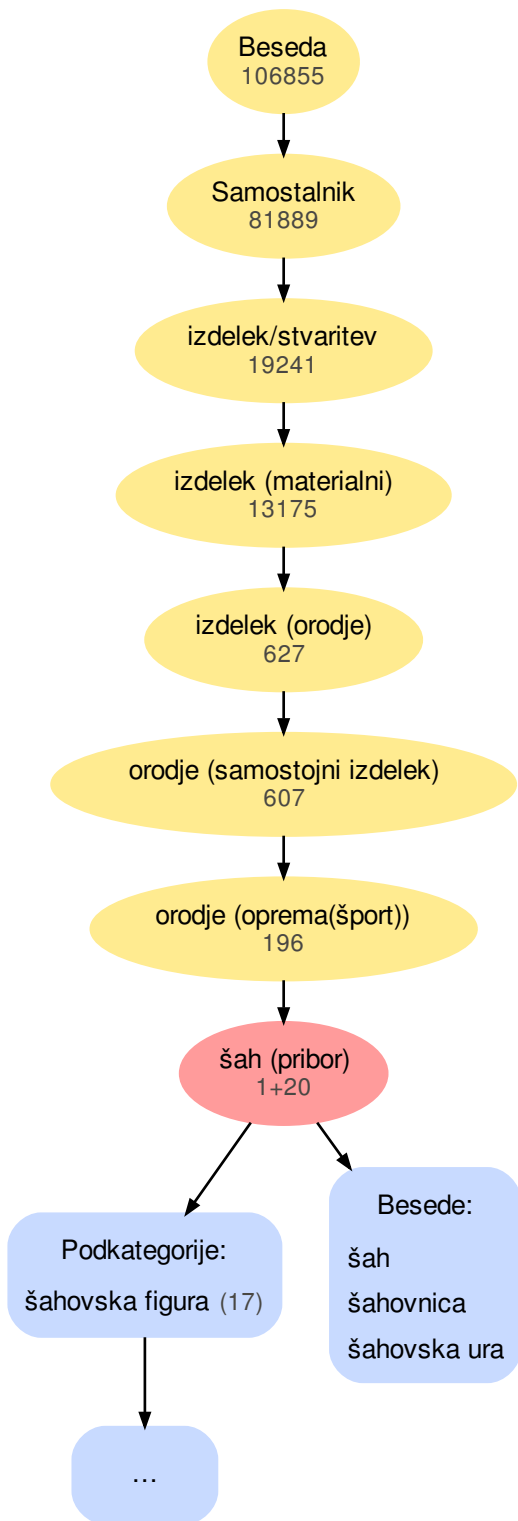 Beseda
106855
Samostalnik
81889
izdelek/stvaritev
19241
izdelek (materialni)
13175
izdelek (orodje)
627
orodje (samostojni izdelek)
607
orodje (oprema(šport))
196
šah (pribor)
1+20
Podkategorije:
šahovska figura (17)
...
Besede:
šah
šahovnica
šahovska ura